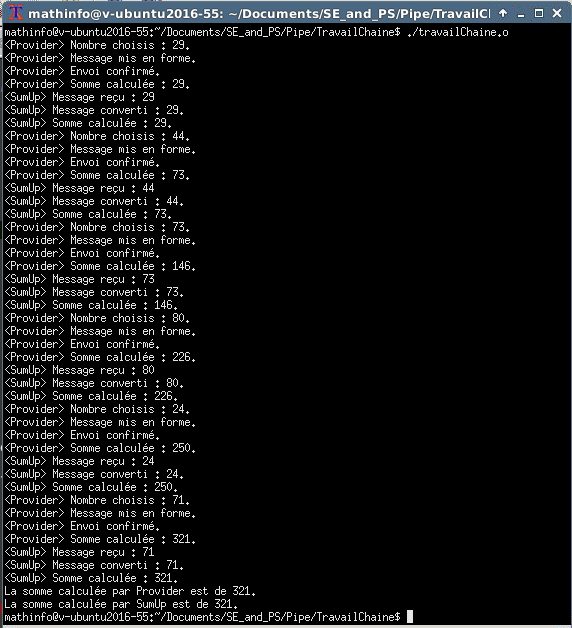 mathinfo@v-ubuntu2016-55: ~/Documents/SE_and_PS/Pipe/TravailCl
mathinfo@v-ubuntu2016-55:~/Documents/SE_and_PS/Pipe/TravailChaine$ ./travailChaine.o
<Provider> Nombre choisis : 29.
<Provider> Message mis en forme.
<Provider> Envoi confirmé.
<Provider> Somme calculée : 29.
<SumUp> Message reçu : 29
<SumUp> Message converti : 29.
<SumUp> Somme calculée : 29.
<Provider> Nombre choisis : 44.
<Provider> Message mis en forme.
<Provider> Envoi confirmé.
<Provider> Somme calculée : 73.
<SumUp> Message reçu : 44
<SumUp> Message converti : 44.
<SumUp> Somme calculée : 73.
<Provider> Nombre choisis : 73.
<Provider> Message mis en forme.
<Provider> Envoi confirmé.
<Provider> Somme calculée : 146.
<SumUp> Message reçu : 73
<SumUp> Message converti : 73.
<SumUp> Somme calculée : 146.
<Provider> Nombre choisis : 80.
<Provider> Message mis en forme.
<Provider> Envoi confirmé.
<Provider> Somme calculée : 226.
<SumUp> Message reçu : 80
<SumUp> Message converti : 80.
<SumUp> Somme calculée : 226.
<Provider> Nombre choisis : 24.
<Provider> Message mis en forme.
<Provider> Envoi confirmé.
<Provider> Somme calculée : 250.
<SumUp> Message reçu : 24
<SumUp> Message converti : 24.
<SumUp> Somme calculée : 250.
<Provider> Nombre choisis : 71.
<Provider> Message mis en forme.
<Provider> Envoi confirmé.
<Provider> Somme calculée : 321.
<SumUp> Message reçu : 71
<SumUp> Message converti : 71.
<SumUp> Somme calculée : 321.
La somme calculée par Provider est de 321.
La somme calculée par SumUp est de 321.
mathinfo@v-ubuntu2016-55:~/Documents/SE_and_PS/Pipe/TravailChaine$